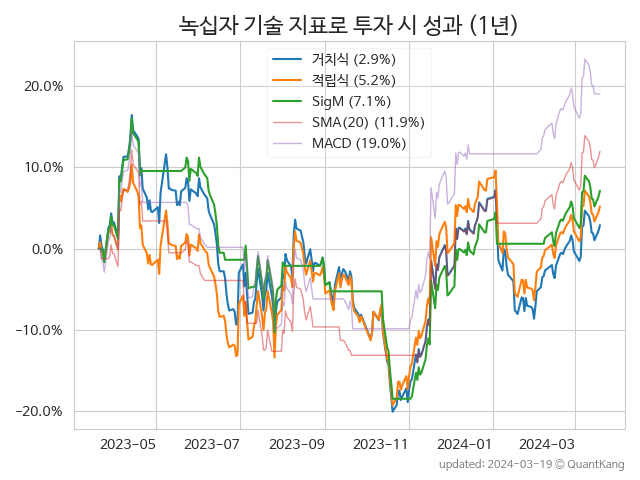 녹십자 기술 지표로 투자 시 성과 (1년)
거치식 (2.9%)
적립식 (5.2%)
SigM (7.1%)
SMA(20) (11.9%)
MACD (19.0%)
20.0%
10.0%
0.0%
−10.0%
−20.0%
2023-05
2023-07
2023-09
2023-11
2024-01
2024-03
updated: 2024-03-19 © QuantKang